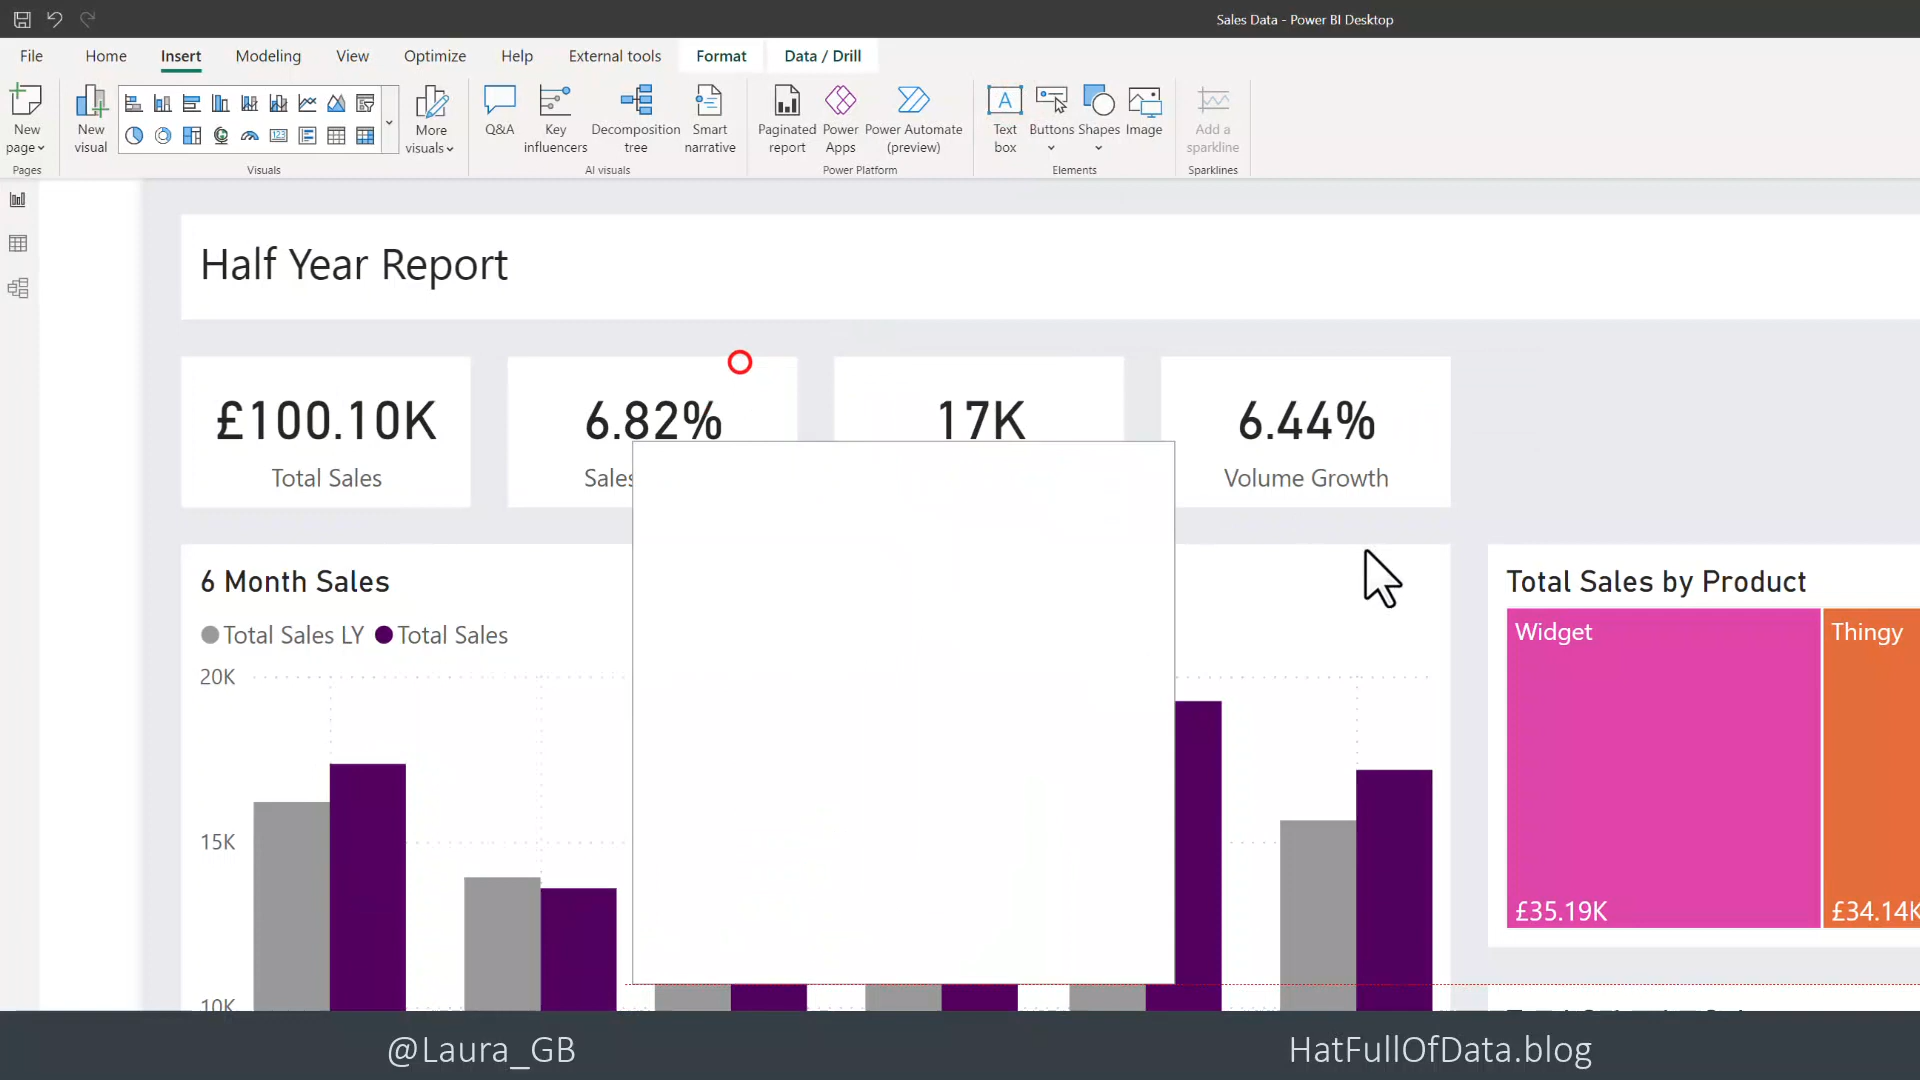 Sales Data - Power BI Desktop
File Home Insert Modeling View Optimize Help External tools Format Data / Drill
New page
New visual
More visuals
Q&A
Key influencers
Decomposition tree
Smart narrative
Paginated report
Power Apps
Power Automate (preview)
A
Text box
Buttons
Shapes
Image
Add a sparkline
Pages Visuals AI visuals Power Platform Elements Sparklines
Half Year Report
£100.10K 6.82% 17K 6.44%
Total Sales Sales Volume Growth
6 Month Sales
Total Sales LY Total Sales
20K
15K
10K
Total Sales by Product
Widget Thingy
£35.19K £34.14K
@Laura_GB HatFullOfData.blog